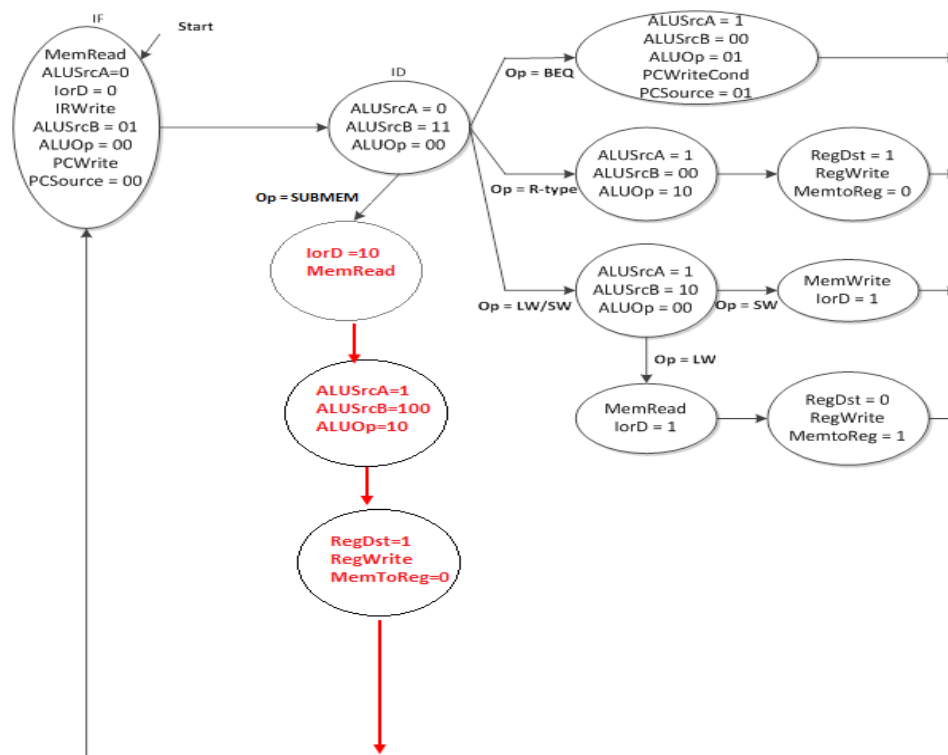 IF
Start
MemRead
ALUSrcA=0
IorD = 0
IRWrite
ALUSrcB = 01
ALUOp = 00
PCWrite
PCSource = 00
ID
ALUSrcA = 0
ALUSrcB = 11
ALUOp = 00
Op = BEQ
ALUSrcA = 1
ALUSrcB = 00
ALUOp = 01
PCWriteCond
PCSource = 01
Op = R-type
ALUSrcA = 1
ALUSrcB = 00
ALUOp = 10
RegDst = 1
RegWrite
MemtoReg = 0
Op = SUBMEM
IorD =10
MemRead
Op = LW/SW
ALUSrcA = 1
ALUSrcB = 10
ALUOp = 00
Op = SW
MemWrite
IorD = 1
Op = LW
MemRead
IorD = 1
RegDst = 0
RegWrite
MemtoReg = 1
ALUSrcA=1
ALUSrcB=100
ALUOp=10
RegDst=1
RegWrite
MemToReg=0